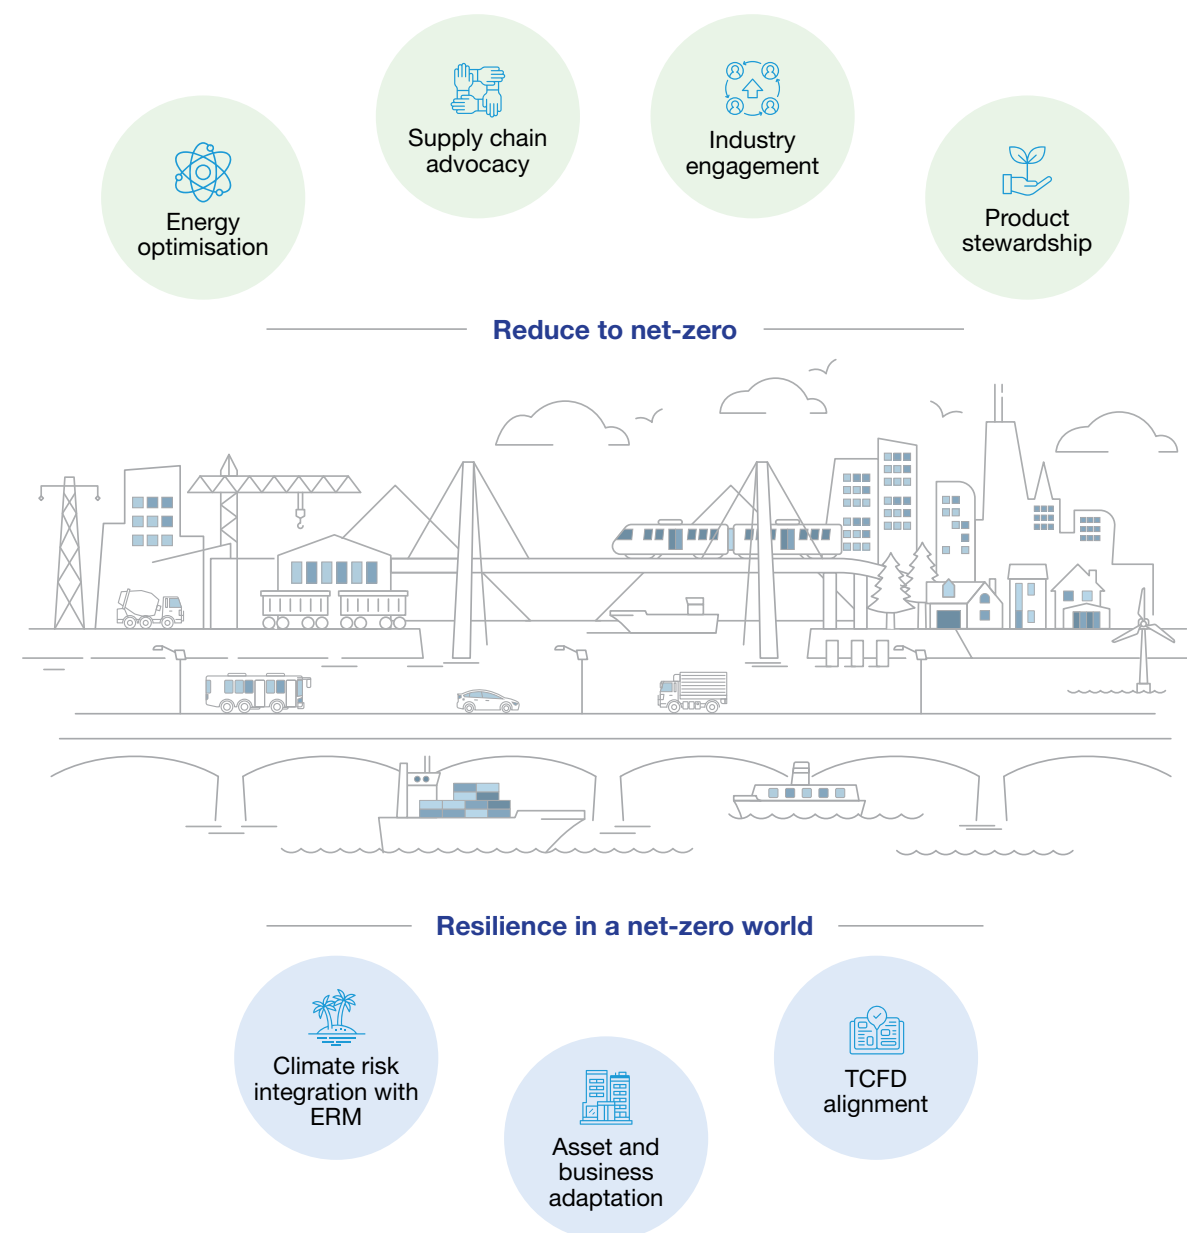 Supply chain
advocacy
Industry
engagement
Energy
optimisation
Product
stewardship
Reduce to net-zero
Resilience in a net-zero world
Climate risk
integration with
ERM
TCFD
alignment
Asset and
business
adaptation